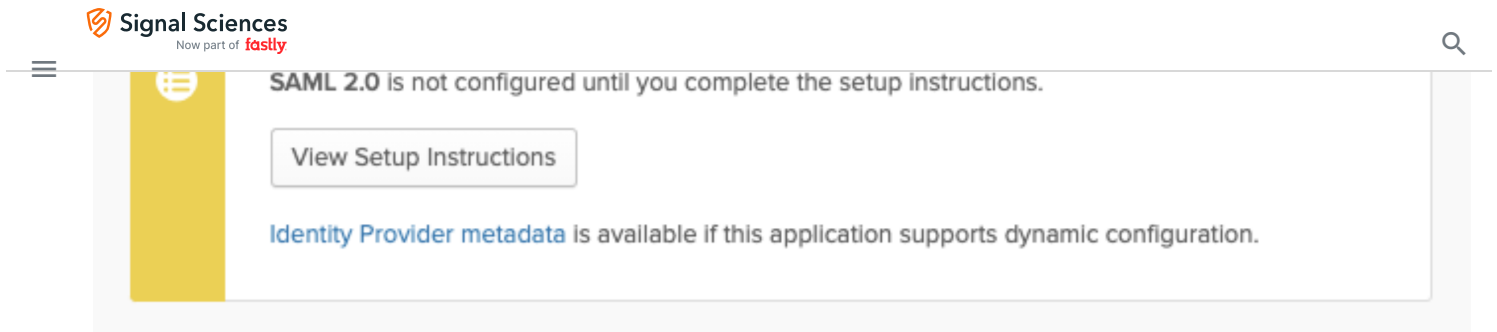 Signal Sciences
Now part of fastly
SAML 2.0 is not configured until you complete the setup instructions.
View Setup Instructions
Identity Provider metadata is available if this application supports dynamic configuration.